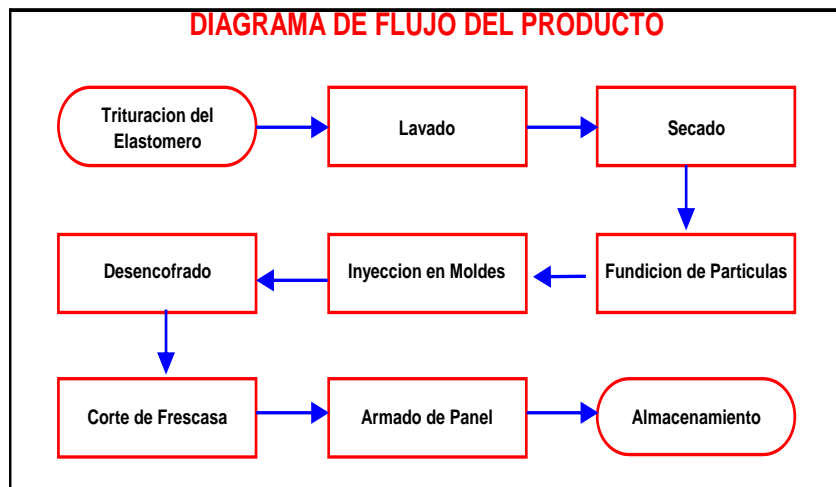 DIAGRAMA DE FLUJO DEL PRODUCTO
Trituracion del
Elastomero
Lavado
Secado
Desencofrado
Inyeccion en Moldes
Fundicion de Particulas
Corte de Frescasa
Armado de Panel
Almacenamiento